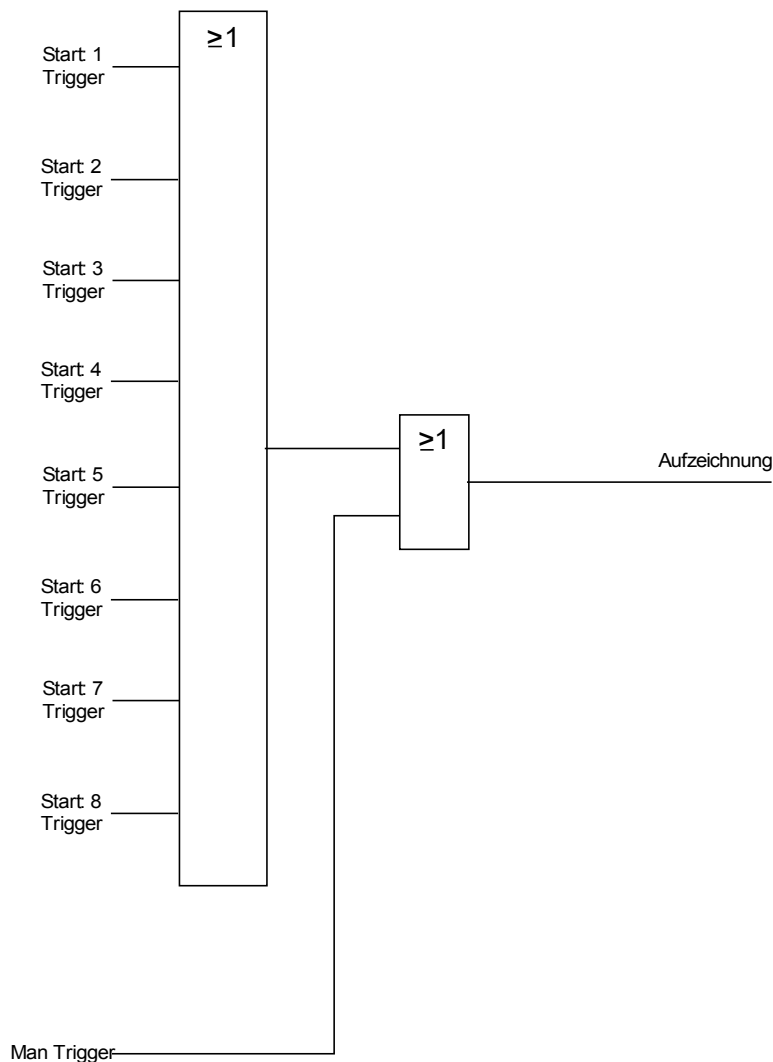 ≥1
Start: 1
Trigger
Start: 2
Trigger
Start: 3
Trigger
Start: 4
Trigger
≥1
Aufzeichnung
Start: 5
Trigger
Start: 6
Trigger
Start: 7
Trigger
Start: 8
Trigger
Man Trigger